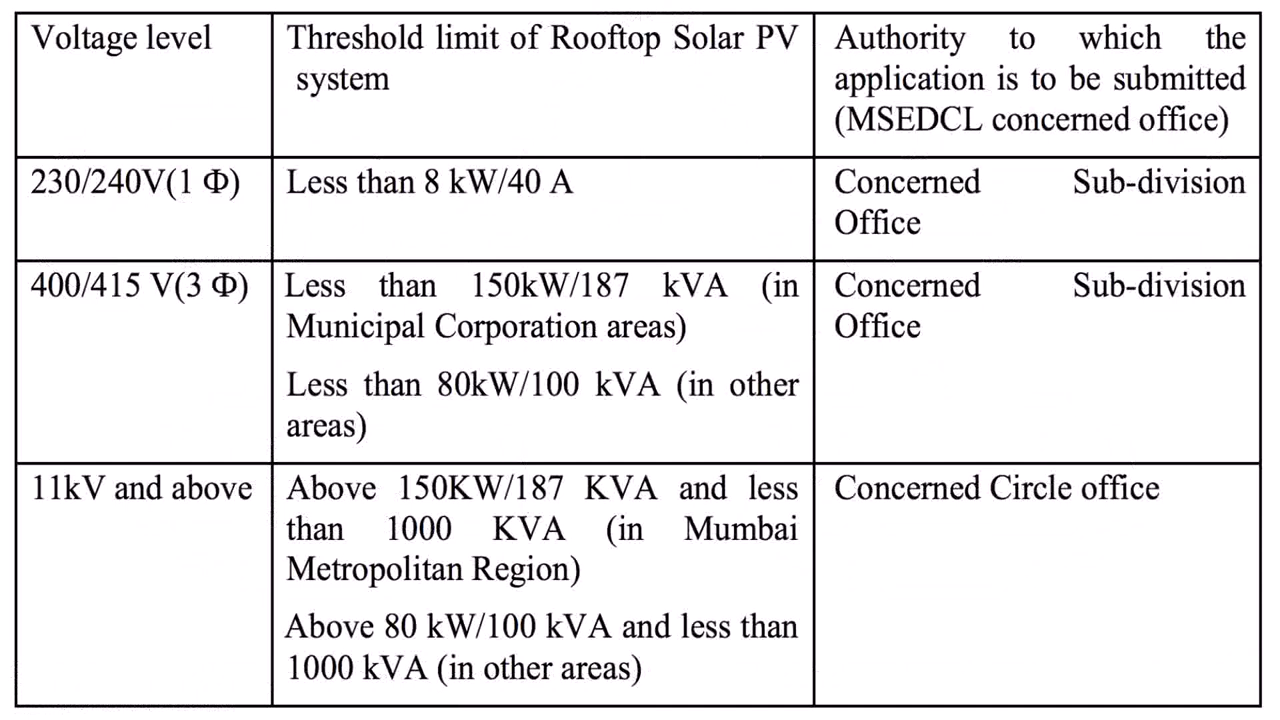 Voltage level
Threshold limit of Rooftop Solar PV
system
Authority to which the
application is to be submitted
(MSEDCL concerned office)
230/240V(1 Φ)
Less than 8 kW/40 A
Concerned Sub-division
Office
400/415 V(3 Φ)
Less than 150kW/187 kVA (in
Municipal Corporation areas)
Less than 80kW/100 kVA (in other
areas)
Concerned Sub-division
Office
11kV and above
Above 150KW/187 KVA and less
than 1000 KVA (in Mumbai
Metropolitan Region)
Above 80 kW/100 kVA and less than
1000 kVA (in other areas)
Concerned Circle office